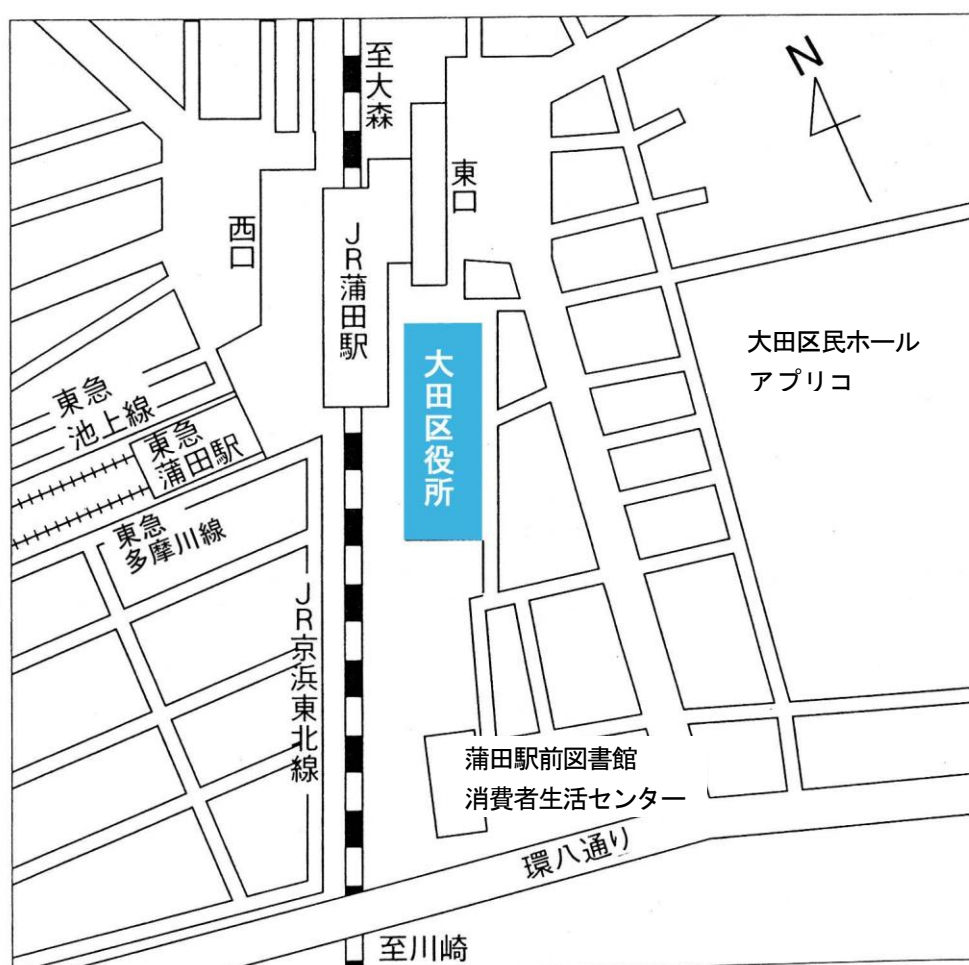 至大森
N
東口
西口
JR蒲田駅
大田区民ホール
アプリコ
大田区役所
東急
池上線
東急
蒲田駅
東急
多摩川線
JR京浜東北線
蒲田駅前図書館
消費者生活センター
環八通り
至川崎